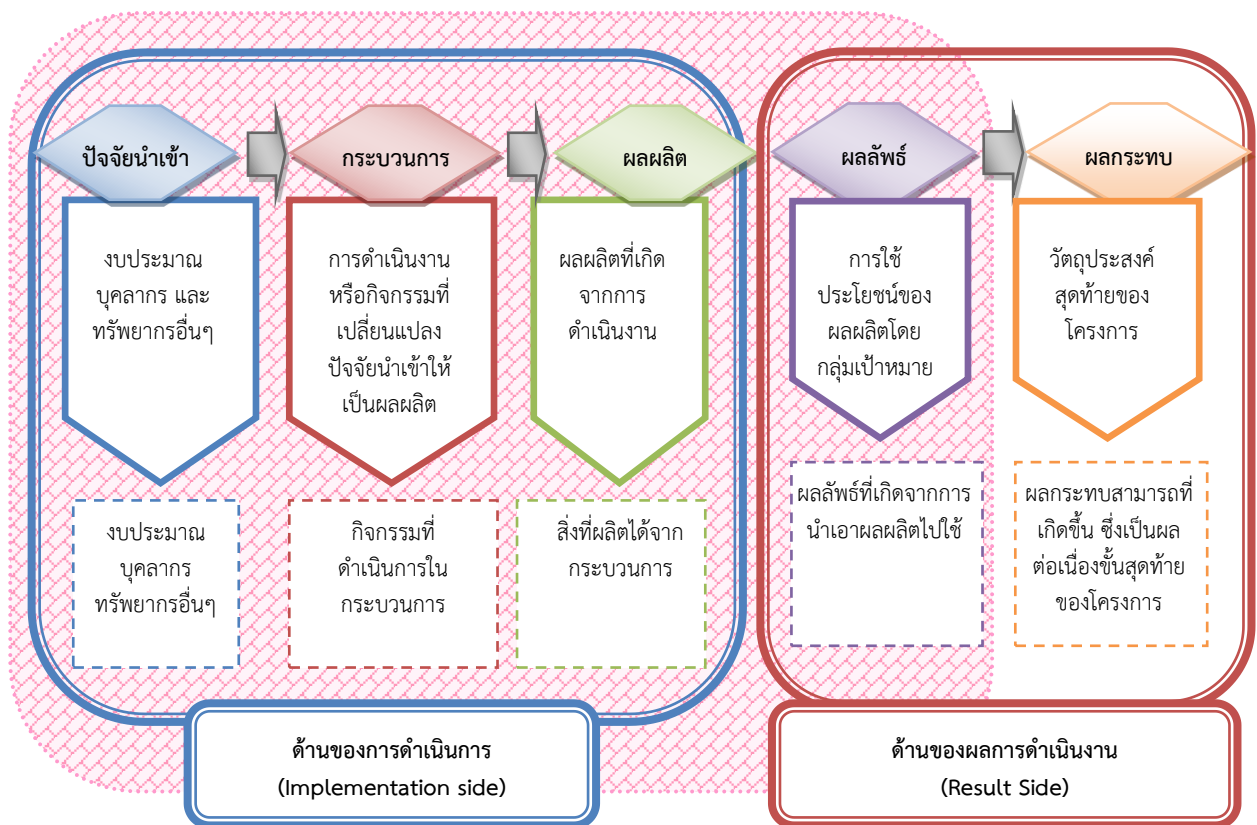 ปัจจัยนำเข้า
กระบวนการ
ผลผลิต
ผลลัพธ์
ผลกระทบ
งบประมาณ
บุคลากร และ
ทรัพยากรอื่นๆ
การดำเนินงาน
หรือกิจกรรมที่
เปลี่ยนแปลง
ปัจจัยนำเข้าให้
เป็นผลผลิต
ผลผลิตที่เกิด
จากการ
ดำเนินงาน
การใช้
ประโยชน์ของ
ผลผลิตโดย
กลุ่มเป้าหมาย
วัตถุประสงค์
สุดท้ายของ
โครงการ
งบประมาณ
บุคลากร
ทรัพยากรอื่นๆ
กิจกรรมที่
ดำเนินการใน
กระบวนการ
สิ่งที่ผลิตได้จาก
กระบวนการ
ผลลัพธ์ที่เกิดจากการ
นำเอาผลผลิตไปใช้
ผลกระทบสามารถที่
เกิดขึ้น ซึ่งเป็นผล
ต่อเนื่องขั้นสุดท้าย
ของโครงการ
ด้านของการดำเนินการ
(Implementation side)
ด้านของผลการดำเนินงาน
(Result Side)